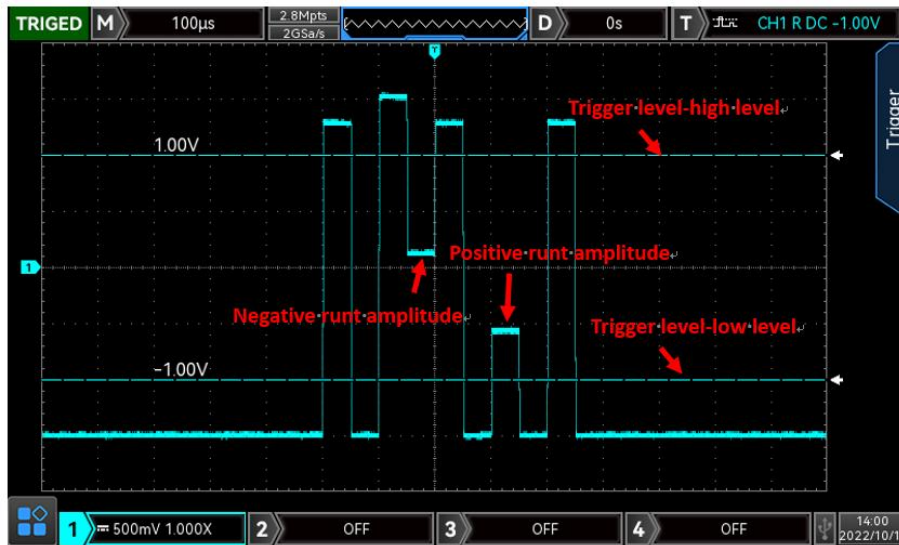 TRIGED M 100μs 2.8Mpts D 0s T CH1 R DC -1.00V
2GSa/s
T
Trigger
Trigger level-high level
1.00V
1
Positive runt amplitude
Negative runt amplitude
Trigger level-low level
-1.00V
1 500mV 1.000X 2 OFF 3 OFF 4 OFF 14:00